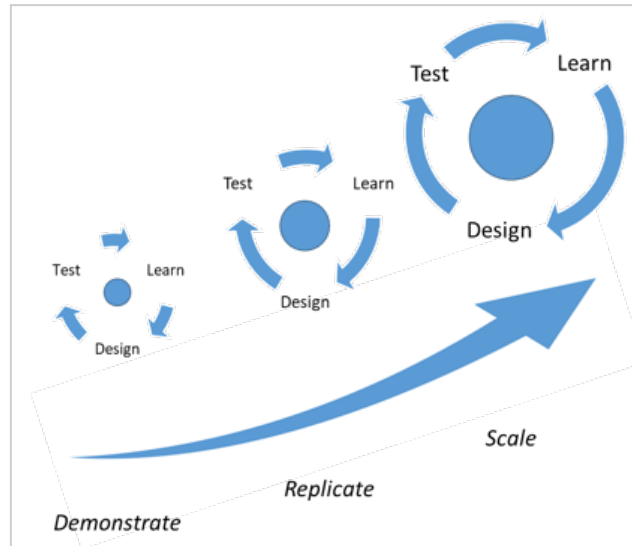 Test
Learn
Design
Test
Learn
Design
Test
Learn
Design
Scale
Replicate
Demonstrate